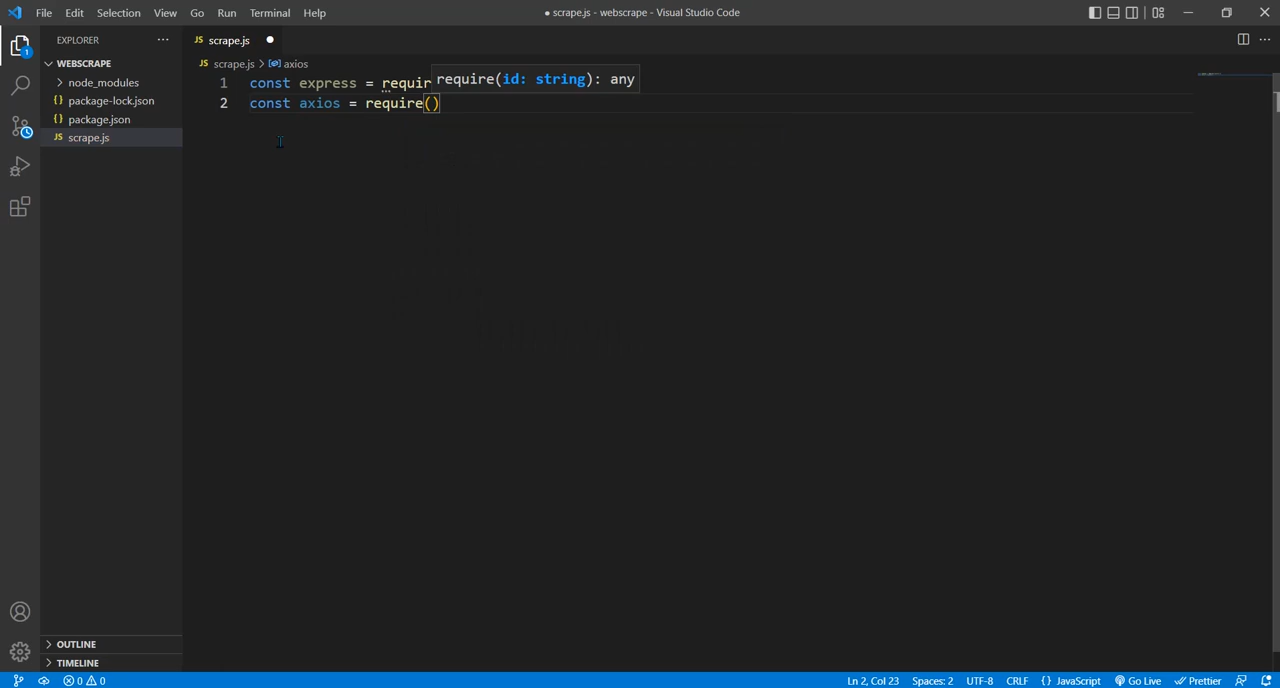 File Edit Selection View Go Run Terminal Help
● scrape.js - webscrape - Visual Studio Code
EXPLORER
JS scrape.js
WEBSCRAPE
JS scrape.js > axios
node_modules
{} package-lock.json
{} package.json
JS scrape.js
1 const express = requir
require(id: string): any
2 const axios = require()
OUTLINE
TIMELINE
1
0 0
Ln 2, Col 23 Spaces: 2 UTF-8 CRLF {} JavaScript Go Live Prettier